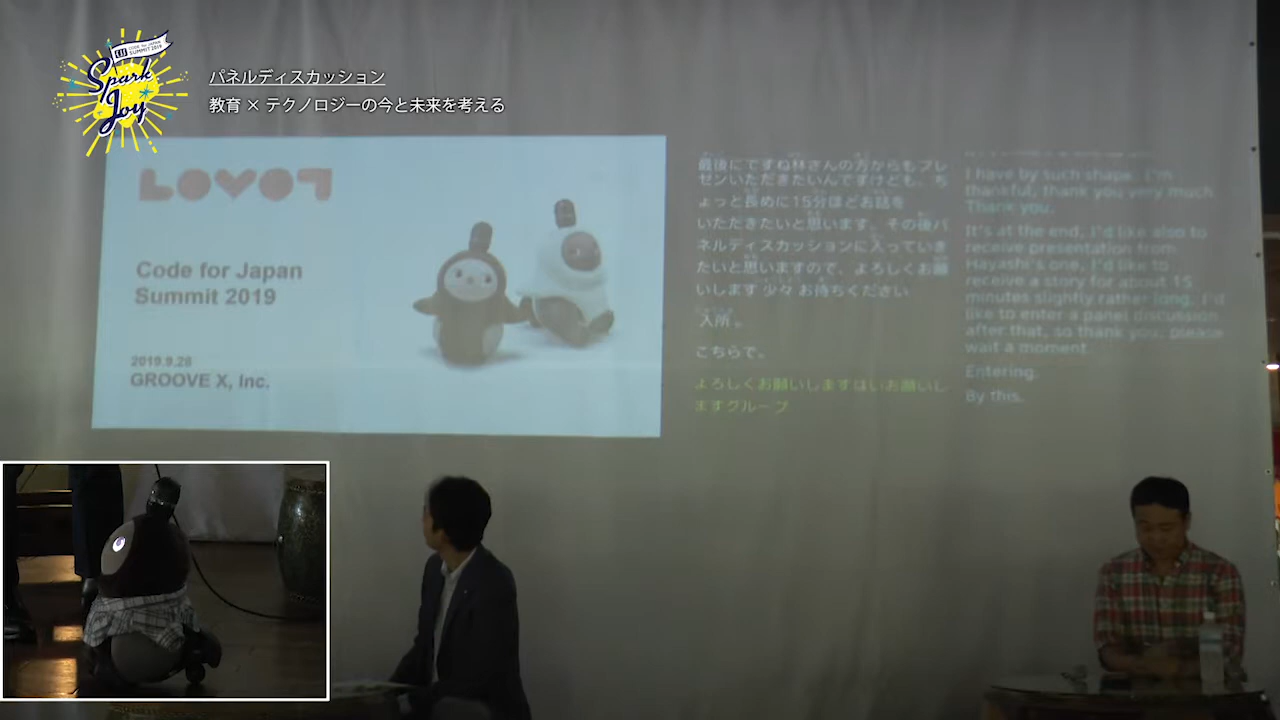 CODE for JAPAN
SUMMIT 2019
Spark
Joy
パネルディスカッション
教育 × テクノロジーの今と未来を考える
LOVOT
Code for Japan
Summit 2019
2019.9.28
GROOVE X, Inc.
最後にですね林さんの方からもプレ
ゼンいただきたいんですけども、ち
ょっと長めに15分ほどお話を
いただきたいと思います。その後パ
ネルディスカッションに入っていき
たいと思いますので、よろしくお願
いします 少々 お待ちください
入所。
こちらで。
よろしくお願いしますはいお願いし
ますグループ
I have by such shape. I'm
thankful, thank you very much.
Thank you.
It's at the end, I'd like also to
receive presentation from
Hayashi's one, I'd like to
receive a story for about 15
minutes slightly rather long. I'd
like to enter a panel discussion
after that, so thank you, please
wait a moment
Entering.
By this.